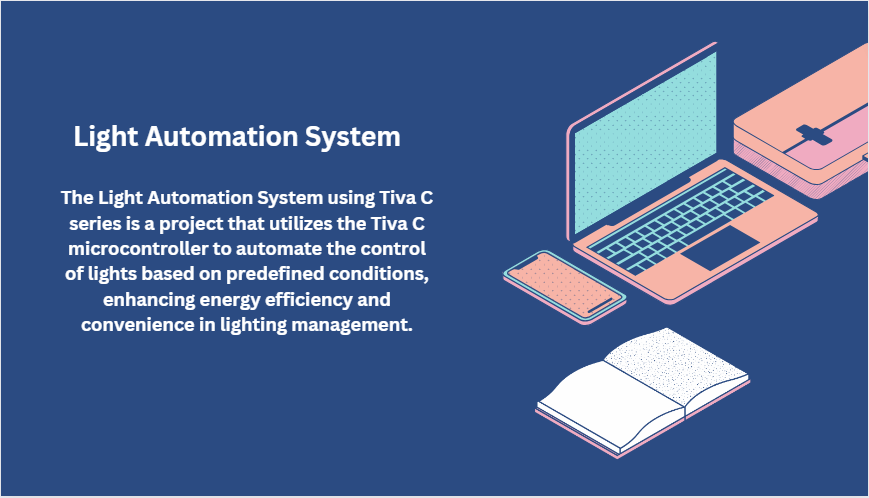 Light Automation System
The Light Automation System using Tiva C
series is a project that utilizes the Tiva C
microcontroller to automate the control
of lights based on predefined conditions,
enhancing energy efficiency and
convenience in lighting management.